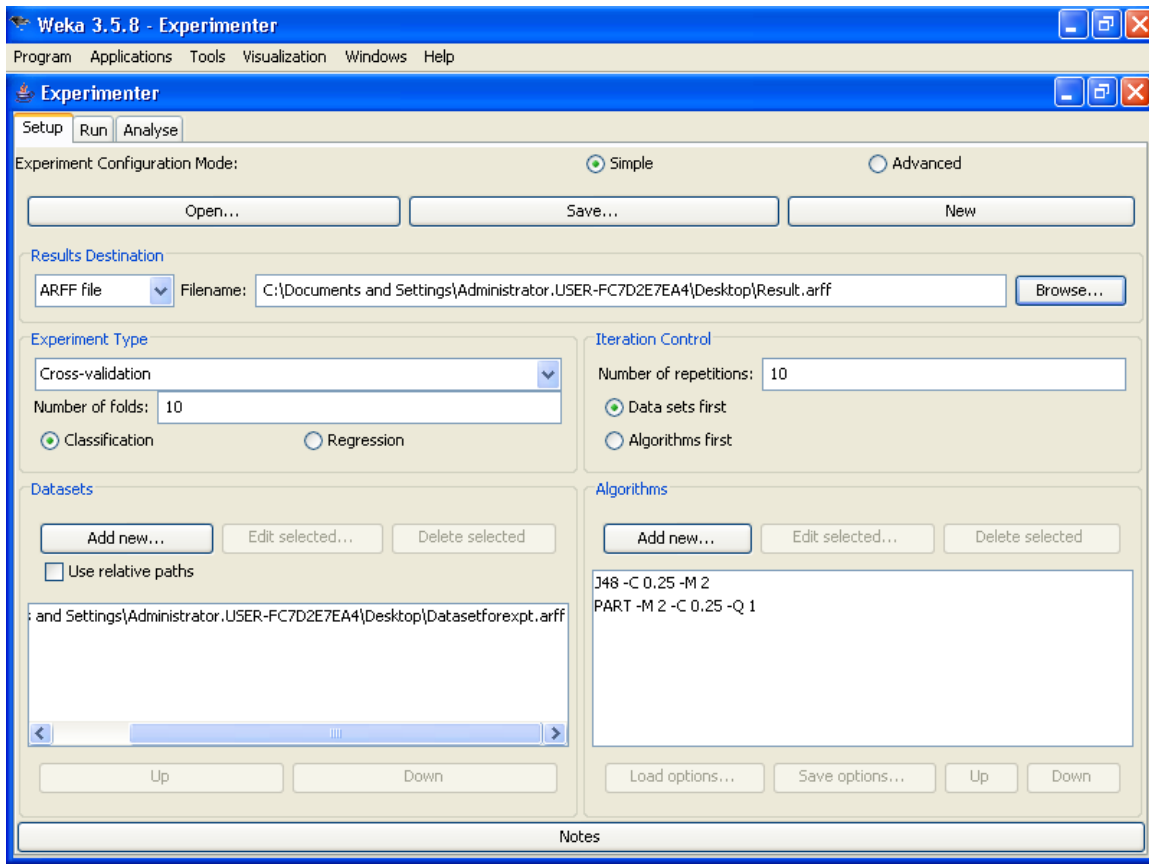 Weka 3.5.8 - Experimenter
Program Applications Tools Visualization Windows Help
Experimenter
Setup Run Analyse
Experiment Configuration Mode: Simple Advanced
Open... Save... New
Results Destination
ARFF file Filename: C:\Documents and Settings\Administrator.USER-FC7D2E7EA4\Desktop\Result.arff Browse...
Experiment Type
Cross-validation
Number of folds: 10
Classification Regression
Iteration Control
Number of repetitions: 10
Data sets first
Algorithms first
Datasets
Add new... Edit selected... Delete selected
Use relative paths
and Settings\Administrator.USER-FC7D2E7EA4\Desktop\Datasetforexpt.arff
Up Down
Algorithms
Add new... Edit selected... Delete selected
J48 -C 0.25 -M 2
PART -M 2 -C 0.25 -Q 1
Load options... Save options... Up Down
Notes